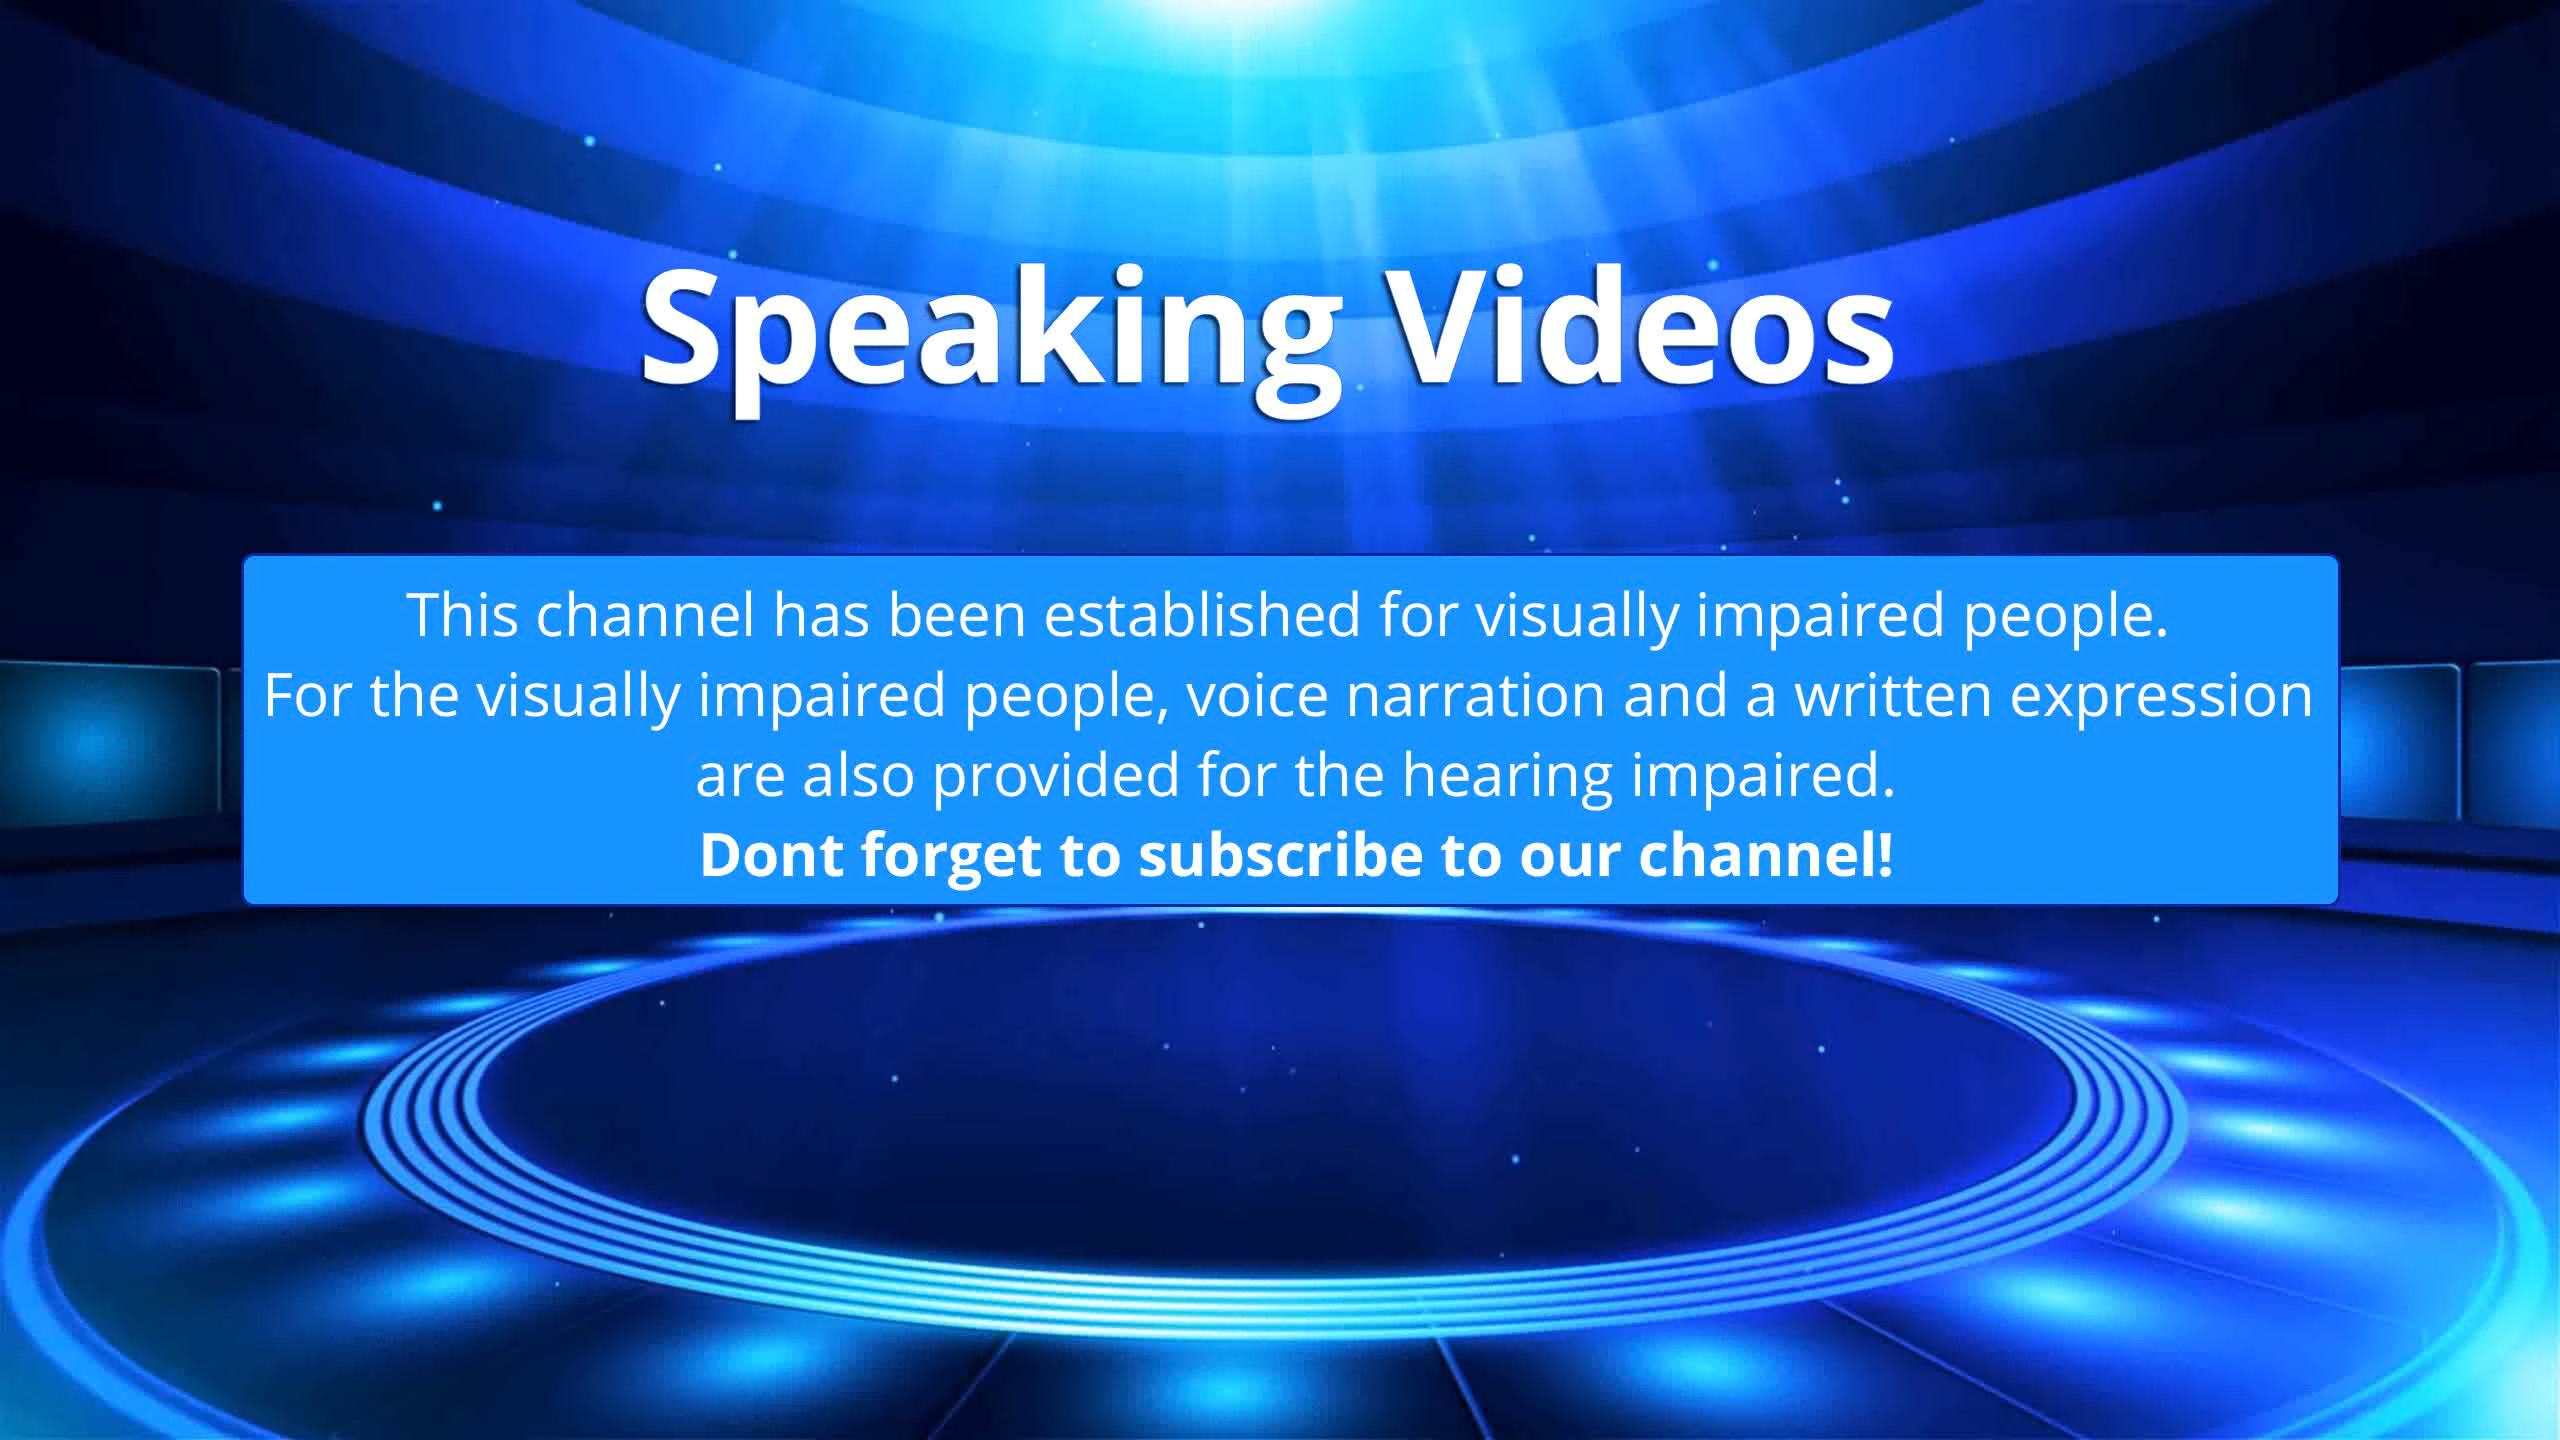 Speaking Videos
This channel has been established for visually impaired people.
For the visually impaired people, voice narration and a written expression
are also provided for the hearing impaired.
Dont forget to subscribe to our channel!